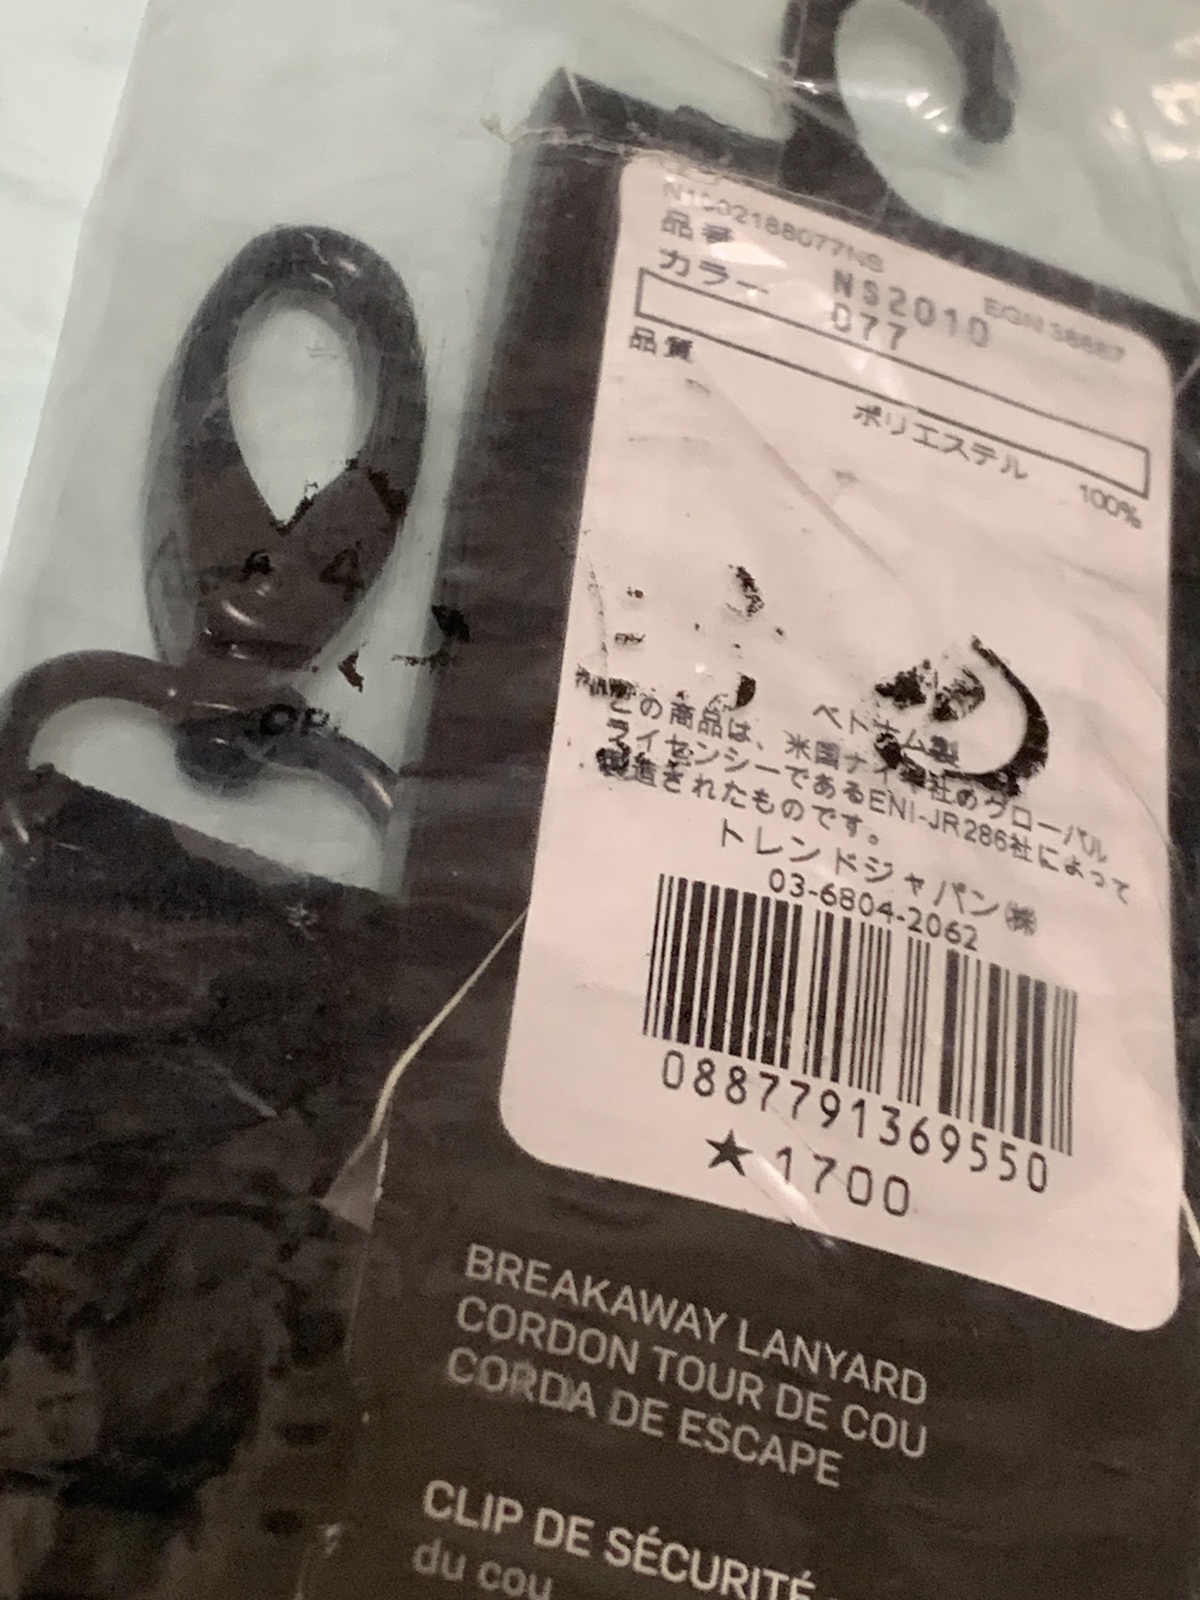 品番 NS2010
カラー 077
品質
ポリエステル
100%
ベトナム製
この商品は、米国ナイキ社のグローバル
ライセンシーであるENI-JR286社によって
製造されたものです。
トレンドジャパン㈱
03-6804-2062
0887791369550
★1700
BREAKAWAY LANYARD
CORDON TOUR DE COU
CORDA DE ESCAPE
CLIP DE SÉCURITÉ
du cou